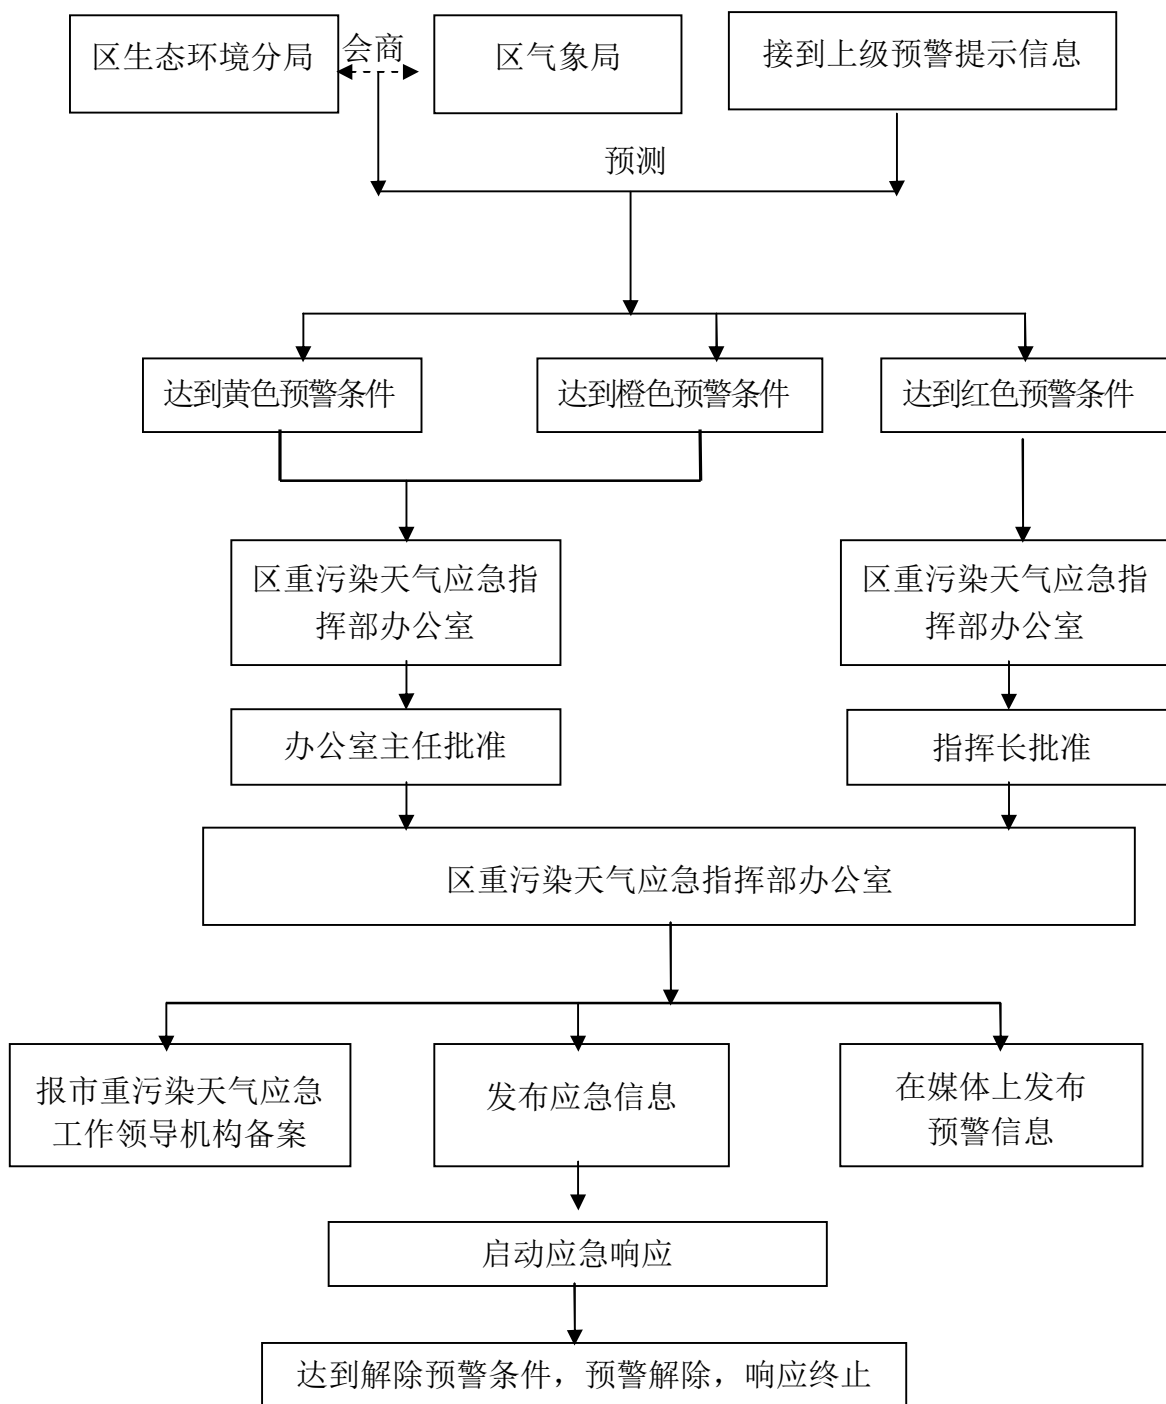 区生态环境分局
会商
区气象局
接到上级预警提示信息
预测
达到黄色预警条件
达到橙色预警条件
达到红色预警条件
区重污染天气应急指
挥部办公室
区重污染天气应急指
挥部办公室
办公室主任批准
指挥长批准
区重污染天气应急指挥部办公室
报市重污染天气应急
工作领导机构备案
发布应急信息
在媒体上发布
预警信息
启动应急响应
达到解除预警条件，预警解除，响应终止